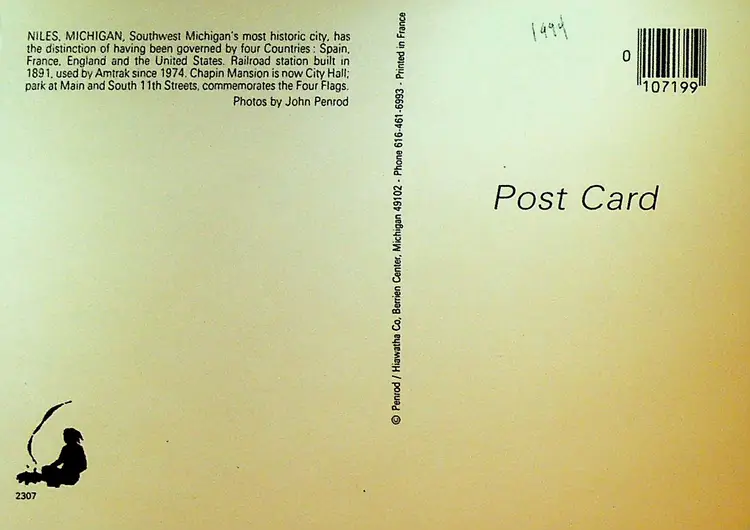 NILES, MICHIGAN, Southwest Michigan's most historic city, has
the distinction of having been governed by four Countries: Spain,
France, England and the United States. Railroad station built in
1891, used by Amtrak since 1974. Chapin Mansion is now City Hall;
park at Main and South 11th Streets, commemorates the Four Flags.
Photos by John Penrod
© Penrod / Hiawatha Co, Berrien Center, Michigan 49102 - Phone 616-461-6993 - Printed in France
1994
0
107199
Post Card
2307